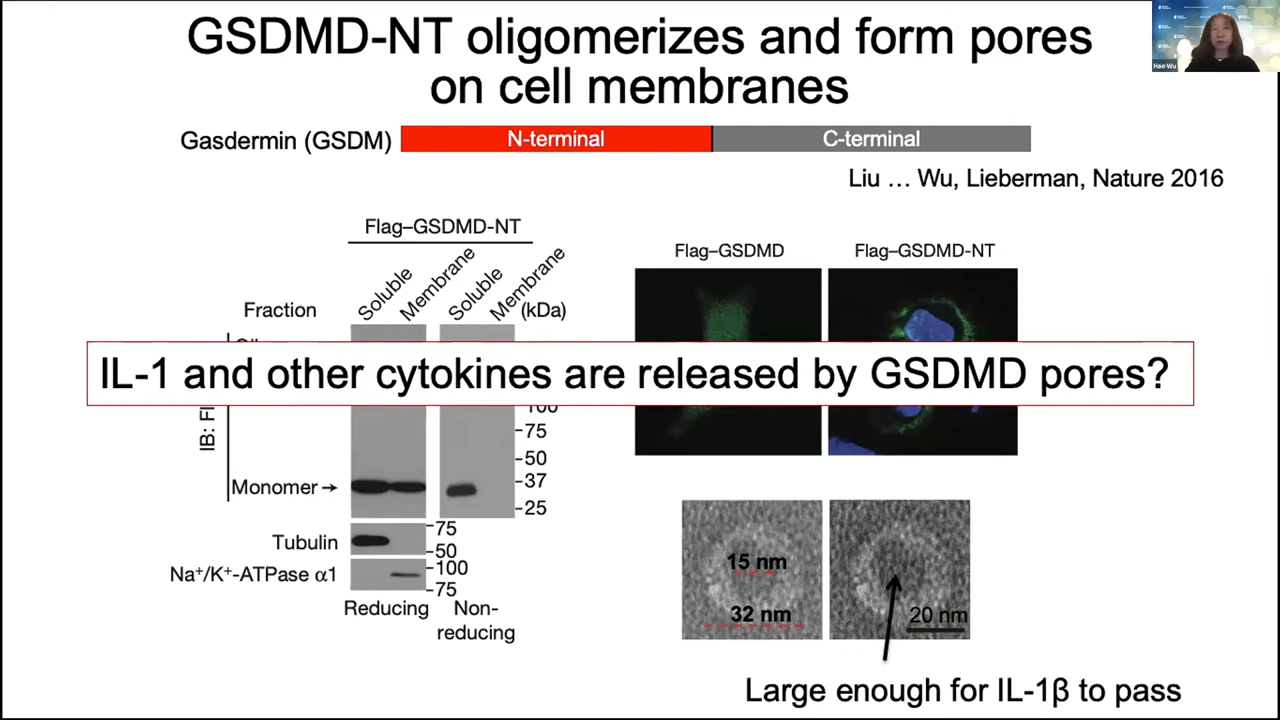 GSDMD-NT oligomerizes and form pores
on cell membranes
Hao Wu
Gasdermin (GSDM)
N-terminal
C-terminal
Liu … Wu, Lieberman, Nature 2016
Flag–GSDMD-NT
Soluble
Membrane
Soluble
Membrane
Fraction
(kDa)
Flag–GSDMD
Flag–GSDMD-NT
IL-1 and other cytokines are released by GSDMD pores?
IB:
100
-75
-50
-37
-25
Monomer →
Tubulin
-75
-50
Na⁺/K⁺-ATPase α1
-100
-75
Reducing
Non-
reducing
15 nm
32 nm
20 nm
Large enough for IL-1β to pass